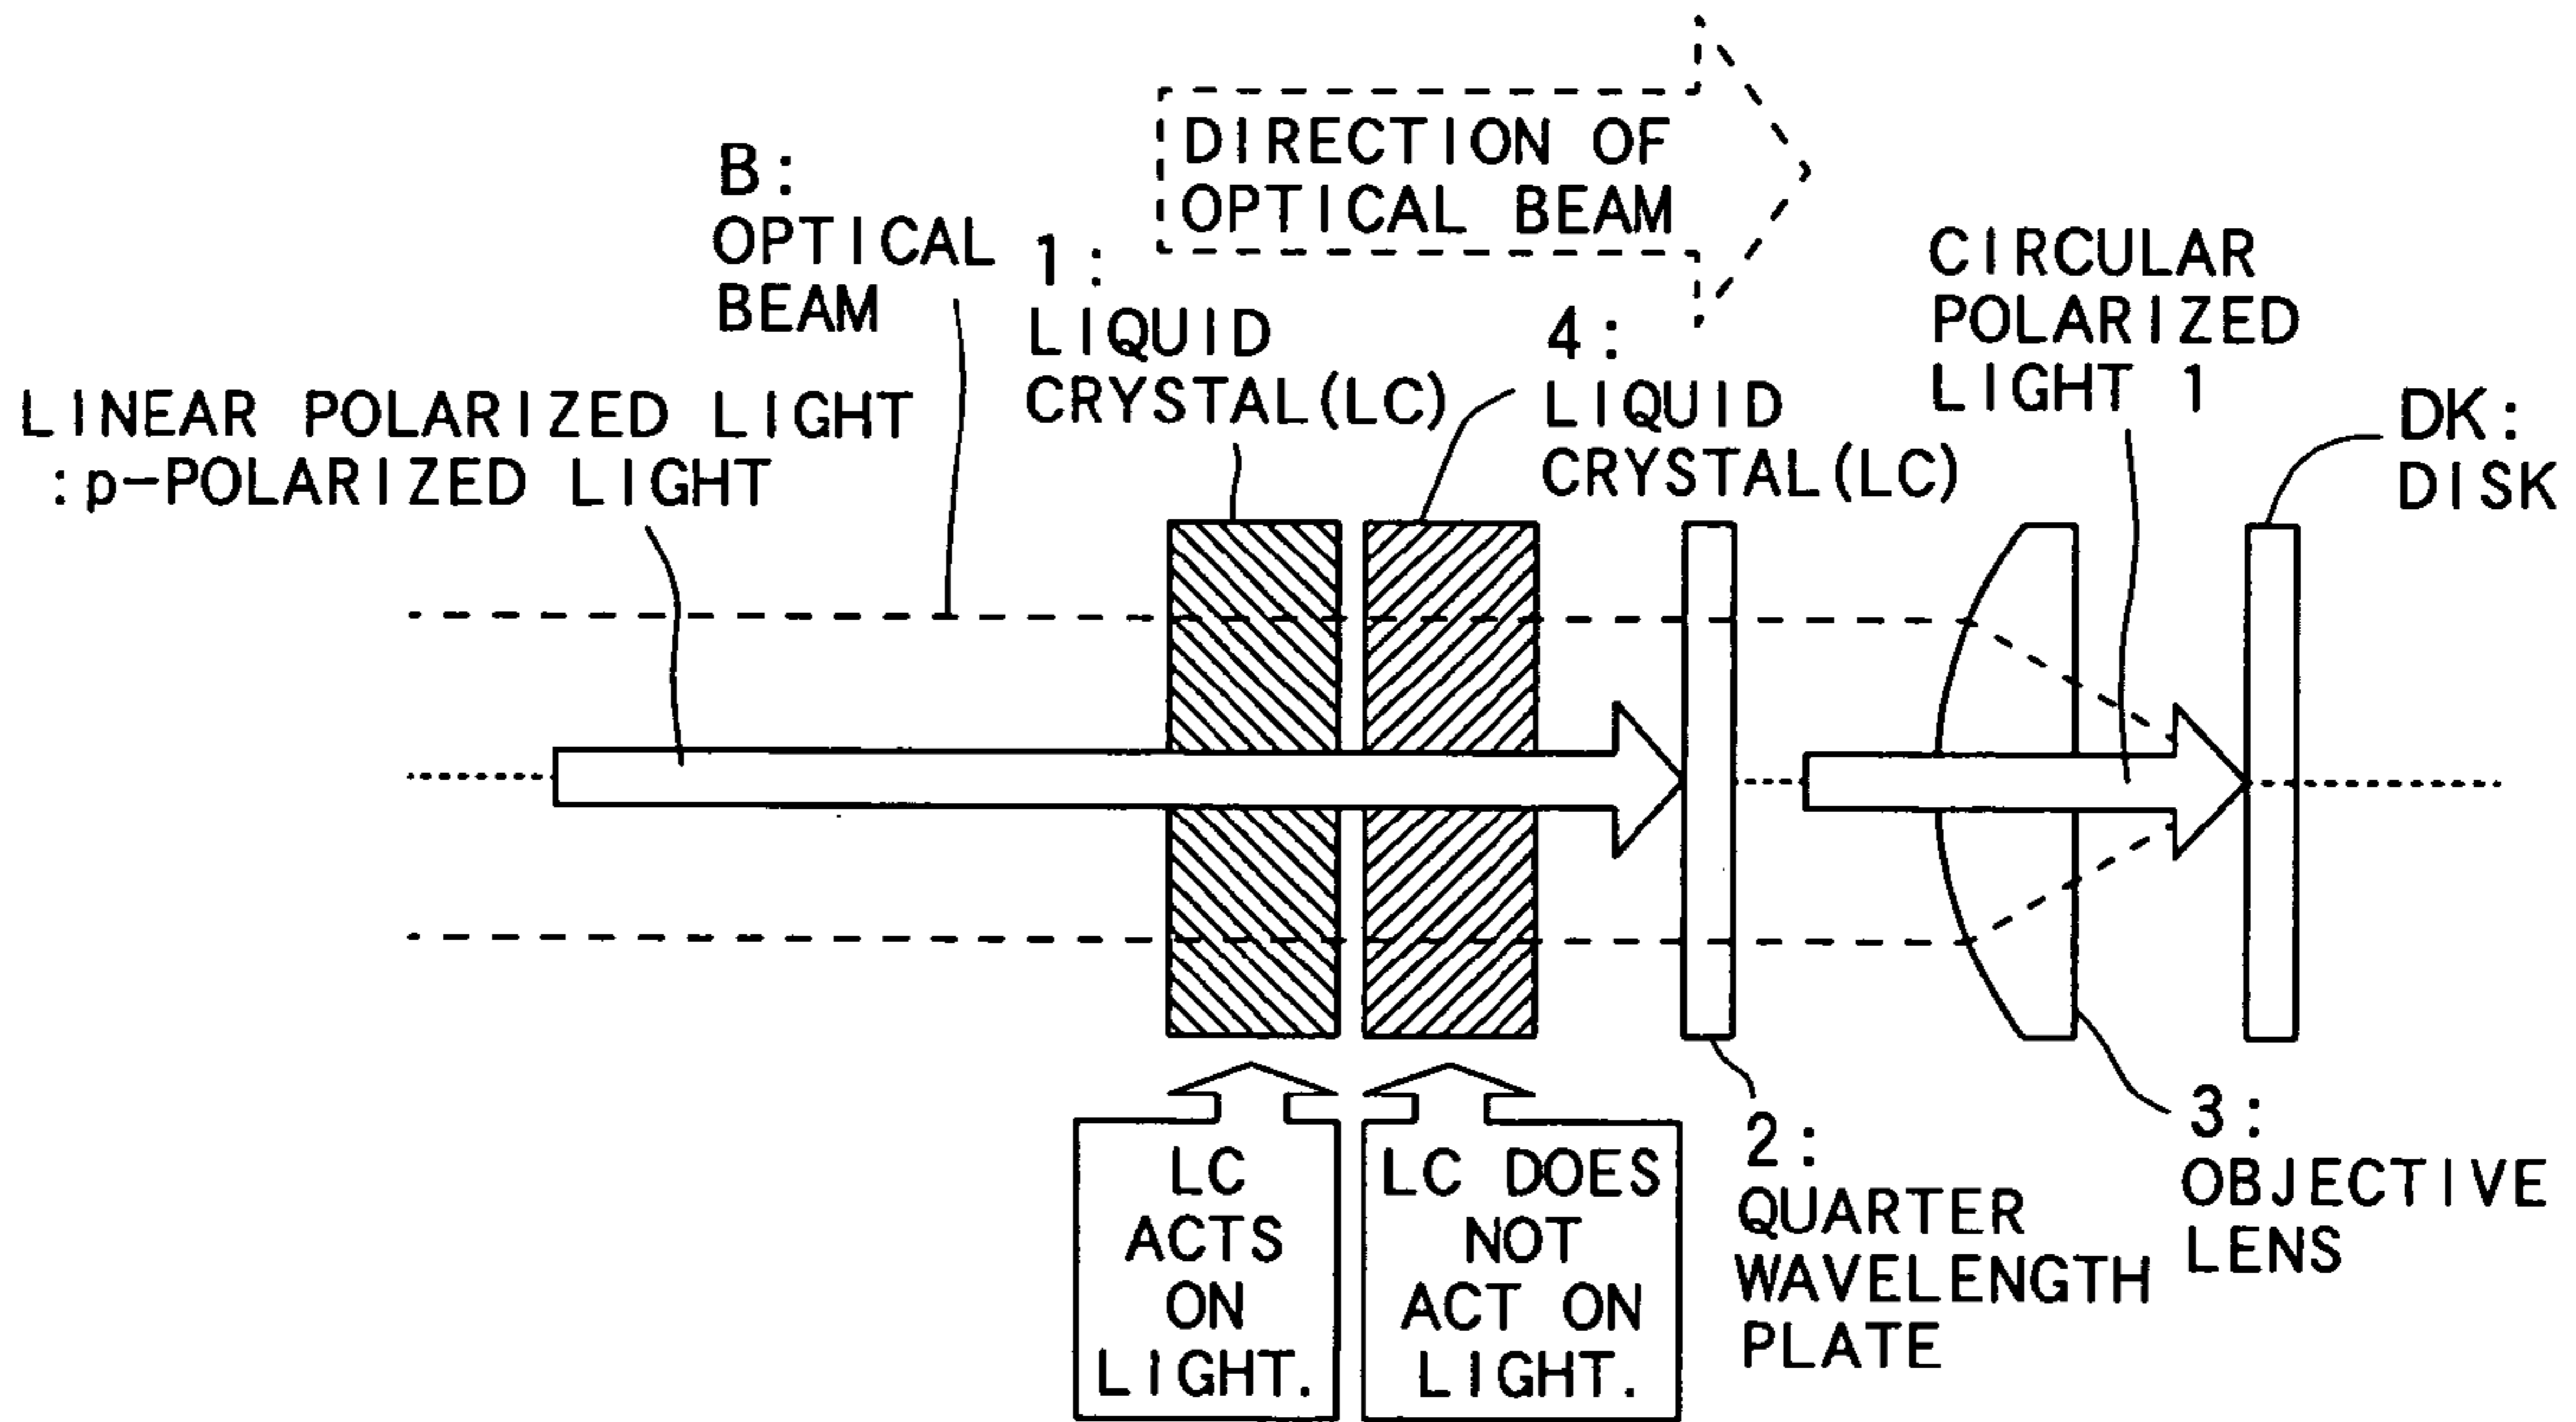 DIRECTION OF
OPTICAL BEAM
B:
OPTICAL
BEAM
1:
LIQUID
CRYSTAL(LC)
4:
LIQUID
CRYSTAL(LC)
CIRCULAR
POLARIZED
LIGHT 1
DK:
DISK
LINEAR POLARIZED LIGHT
:p-POLARIZED LIGHT
LC
ACTS
ON
LIGHT.
LC DOES
NOT
ACT ON
LIGHT.
2:
QUARTER
WAVELENGTH
PLATE
3:
OBJECTIVE
LENS